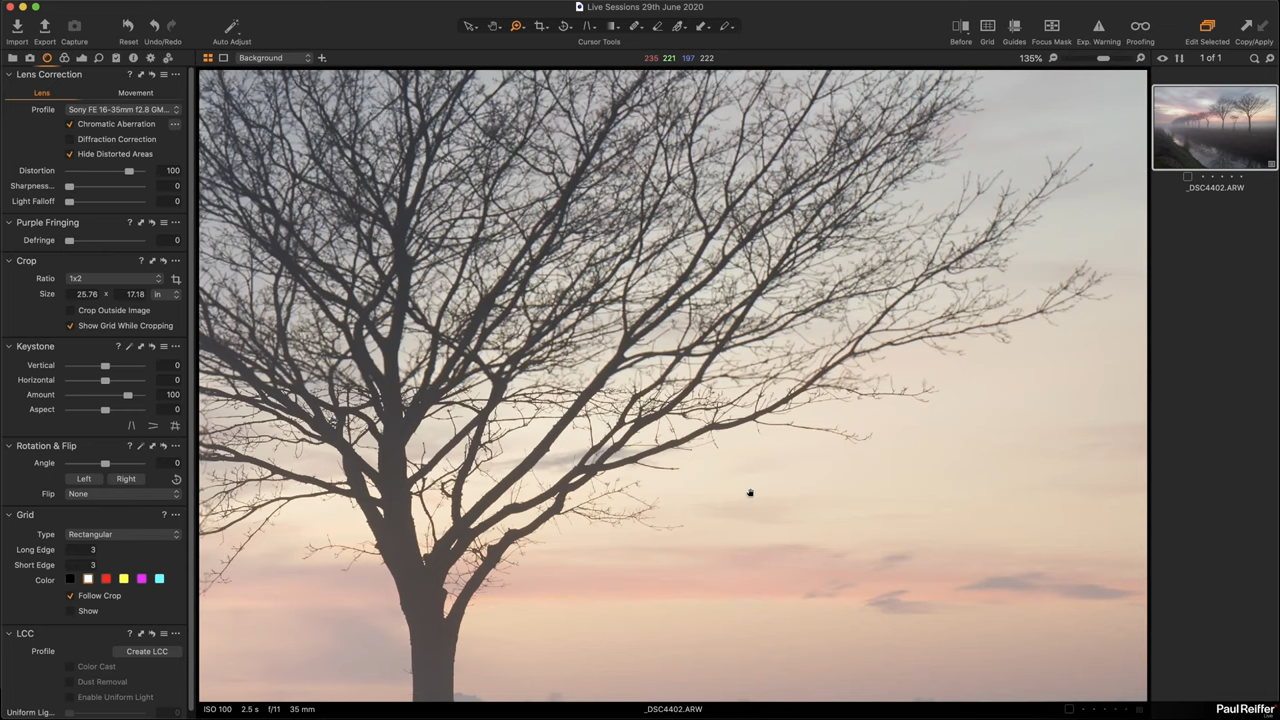 Live Sessions 29th June 2020
Import
Export
Capture
Reset
Undo/Redo
Auto Adjust
Cursor Tools
Before
Grid
Guides
Focus Mask
Exp. Warning
Proofing
Edit Selected
Copy/Apply
Background
235 221 197 222
135%
1 of 1
Lens Correction
Lens
Movement
Profile
Sony FE 16-35mm f2.8 GM...
Chromatic Aberration
Diffraction Correction
Hide Distorted Areas
Distortion 100
Sharpness... 0
Light Falloff 0
Purple Fringing
Defringe 0
Crop
Ratio 1x2
Size 25.76 x 17.18 in
Crop Outside Image
Show Grid While Cropping
Keystone
Vertical 0
Horizontal 0
Amount 100
Aspect 0
Rotation & Flip
Angle 0
Left Right
Flip None
Grid
Type Rectangular
Long Edge 3
Short Edge 3
Color
Follow Crop
Show
LCC
Profile Create LCC
Color Cast
Dust Removal
Enable Uniform Light
Uniform Lig... 0
_DSC4402.ARW
ISO 100 2.5 s f/11 35 mm
_DSC4402.ARW
PaulReiffer
Live